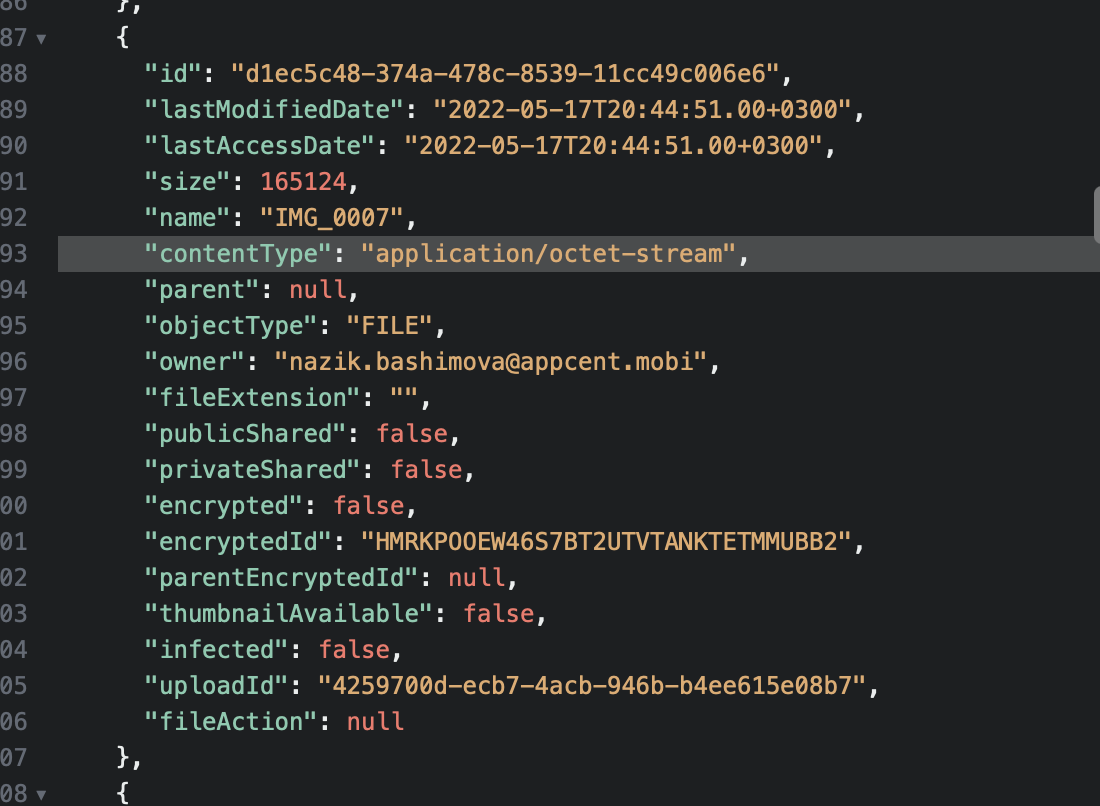 86 },
87 ▼ {
88 "id": "d1ec5c48-374a-478c-8539-11cc49c006e6",
89 "lastModifiedDate": "2022-05-17T20:44:51.00+0300",
90 "lastAccessDate": "2022-05-17T20:44:51.00+0300",
91 "size": 165124,
92 "name": "IMG_0007",
93 "contentType": "application/octet-stream",
94 "parent": null,
95 "objectType": "FILE",
96 "owner": "nazik.bashimova@appcent.mobi",
97 "fileExtension": "",
98 "publicShared": false,
99 "privateShared": false,
00 "encrypted": false,
01 "encryptedId": "HMRKPOOEW46S7BT2UTVTANKTETMMUBB2",
02 "parentEncryptedId": null,
03 "thumbnailAvailable": false,
04 "infected": false,
05 "uploadId": "4259700d-ecb7-4acb-946b-b4ee615e08b7",
06 "fileAction": null
07 },
08 ▼ {